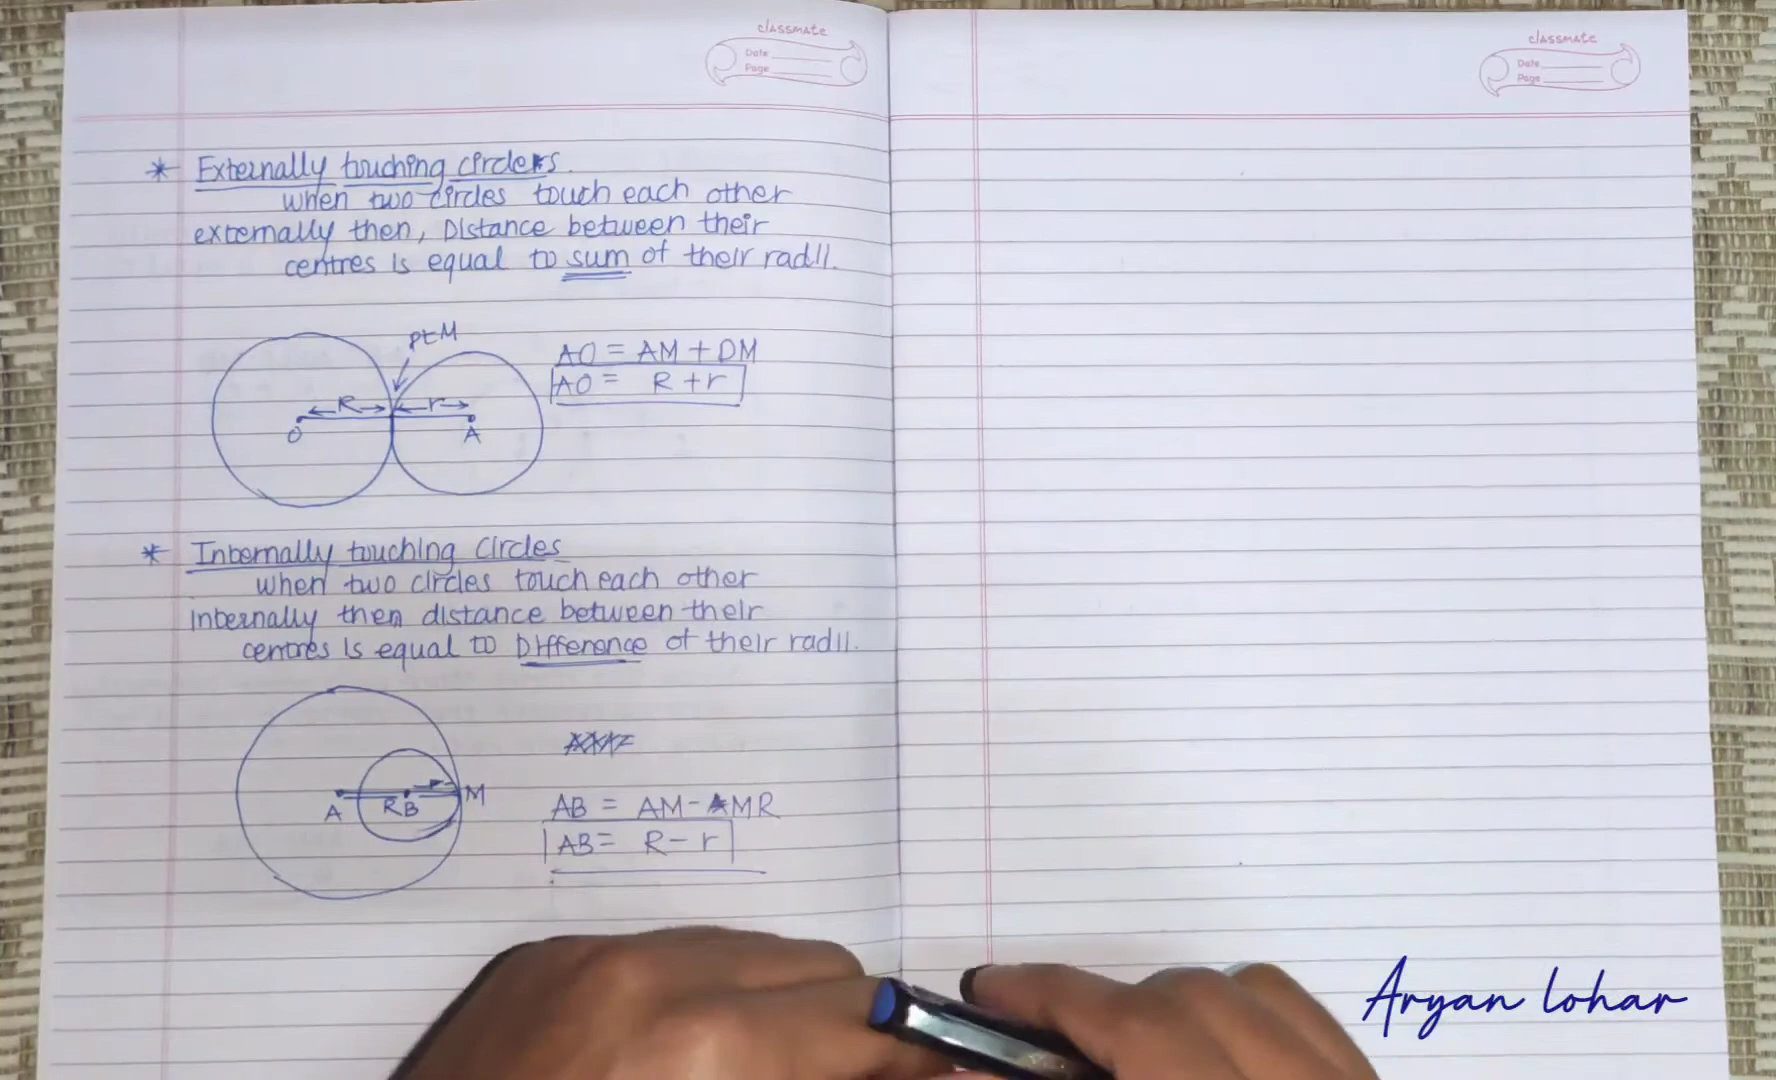 classmate
Date
Page
* Externally touching circles.
when two circles touch each other
externally then, Distance between their
centres is equal to sum of their radii.
pt M
AO = AM + OM
AO = R + r
R r
O A
* Internally touching circles
when two circles touch each other
internally then distance between their
centres is equal to Difference of their radii.
A R B M
AB = AM - MR
AB = R - r
classmate
Date
Page
Aryan Lohar